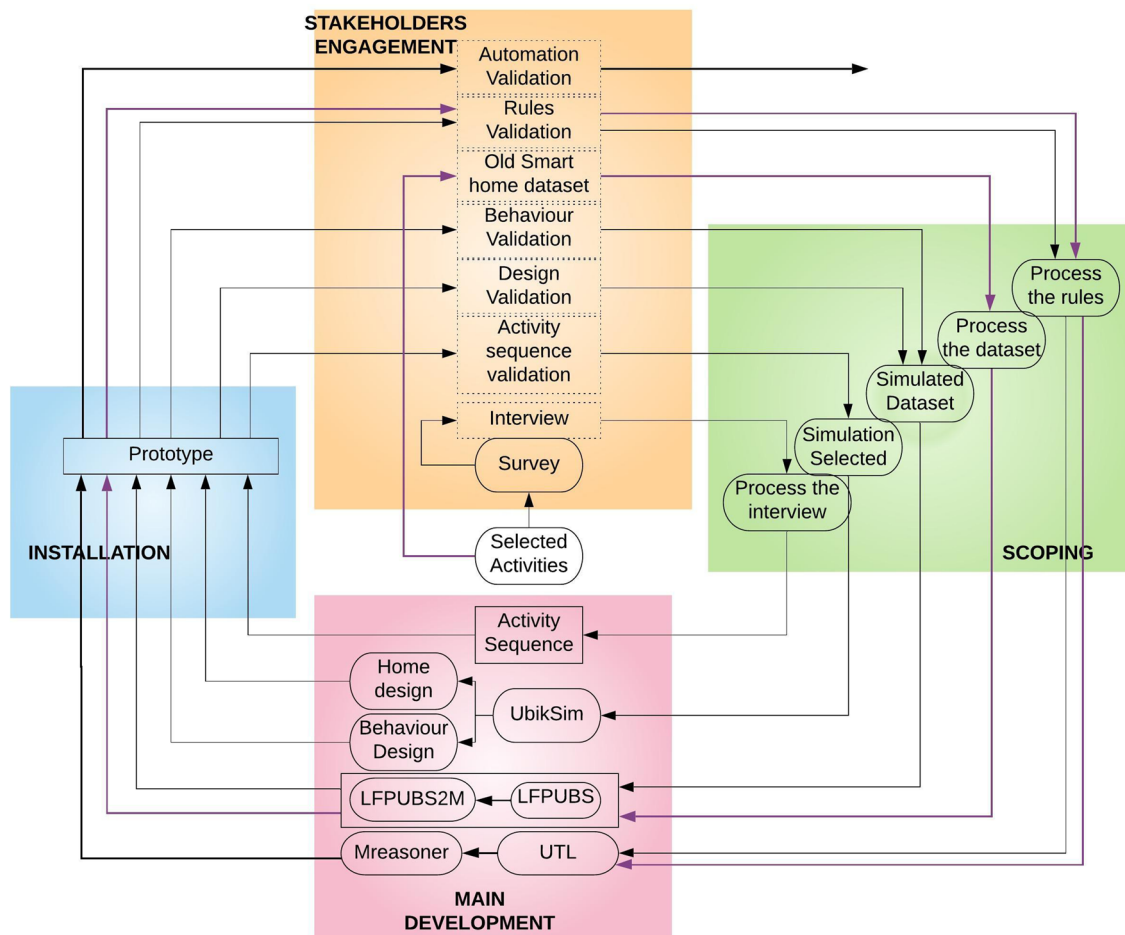 STAKEHOLDERS
ENGAGEMENT
Automation
Validation
Rules
Validation
Old Smart
home dataset
Behaviour
Validation
Design
Validation
Activity
sequence
validation
Interview
Survey
Selected
Activities
Process
the rules
Process
the dataset
Simulated
Dataset
Simulation
Selected
Process the
interview
SCOPING
Prototype
INSTALLATION
Activity
Sequence
Home
design
UbikSim
Behaviour
Design
LFPUBS2M
LFPUBS
Mreasoner
UTL
MAIN
DEVELOPMENT